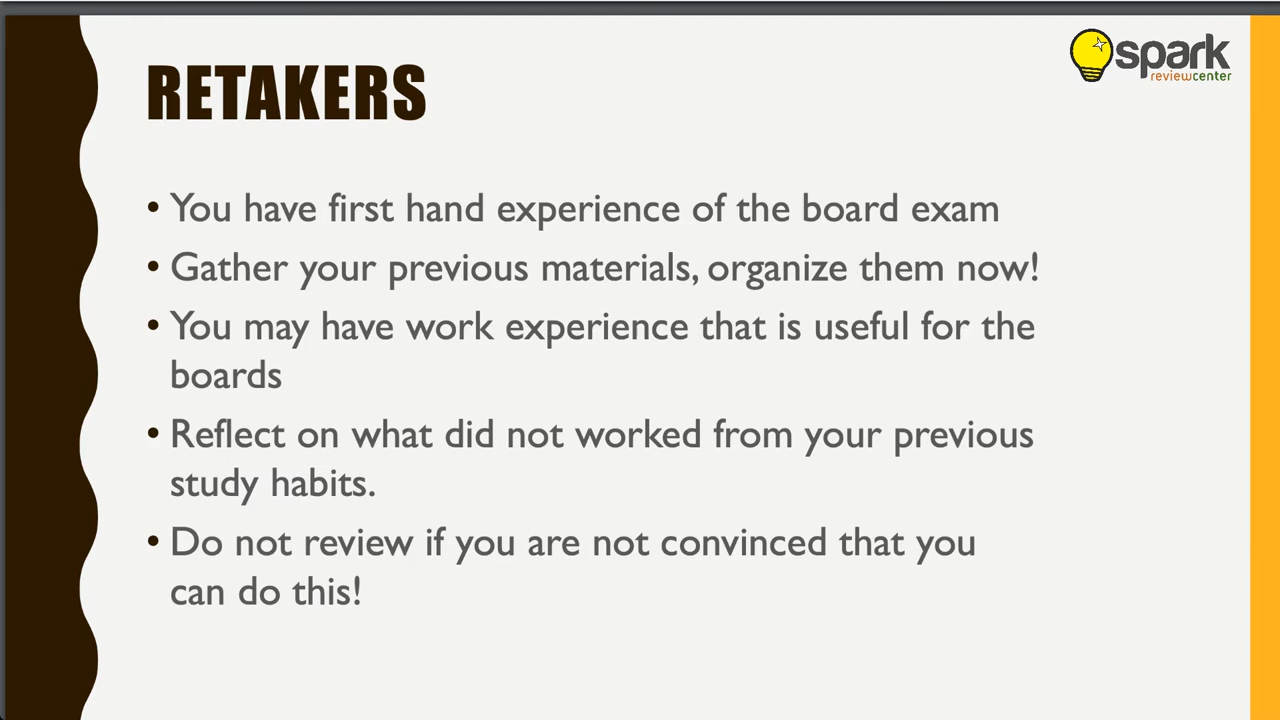 spark
reviewcenter
RETAKERS
• You have first hand experience of the board exam
• Gather your previous materials, organize them now!
• You may have work experience that is useful for the
boards
• Reflect on what did not worked from your previous
study habits.
• Do not review if you are not convinced that you
can do this!